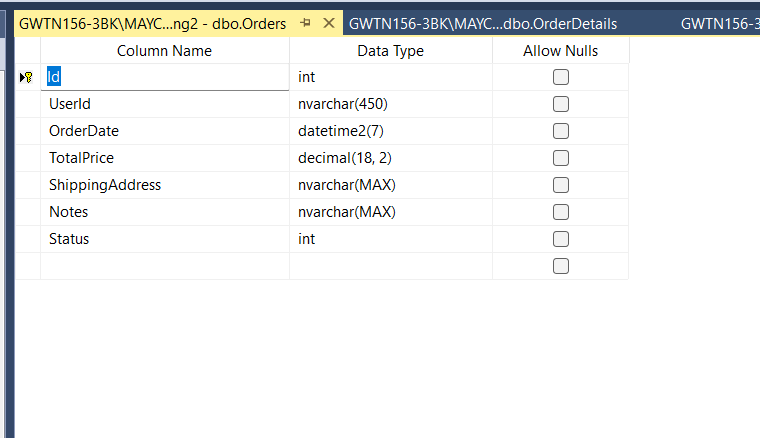 GWTN156-3BK\MAYC...ng2 - dbo.Orders GWTN156-3BK\MAYC...dbo.OrderDetails GWTN156-3
Column Name Data Type Allow Nulls
Id int
UserId nvarchar(450)
OrderDate datetime2(7)
TotalPrice decimal(18, 2)
ShippingAddress nvarchar(MAX)
Notes nvarchar(MAX)
Status int